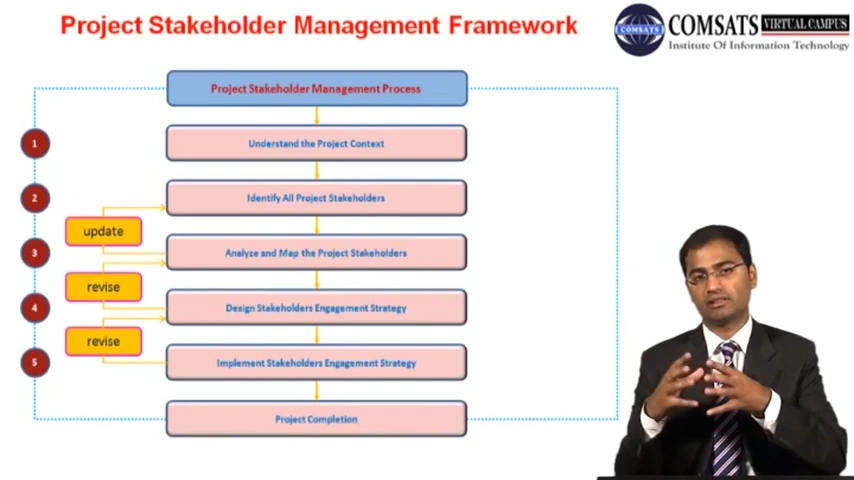 Project Stakeholder Management Framework
COMSATS
COMSATS VIRTUAL CAMPUS
Institute Of Information Technology
Project Stakeholder Management Process
1
Understand the Project Context
2
Identify All Project Stakeholders
update
3
Analyze and Map the Project Stakeholders
revise
4
Design Stakeholders Engagement Strategy
revise
5
Implement Stakeholders Engagement Strategy
Project Completion